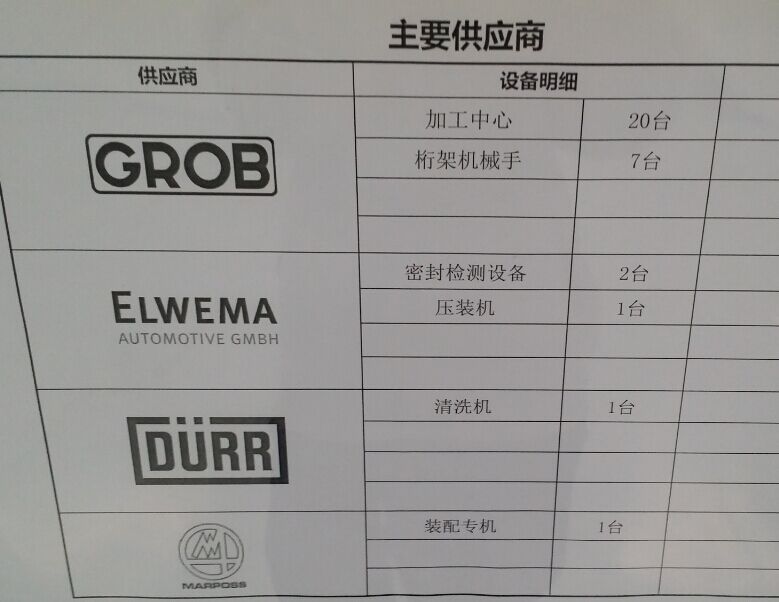 主要供应商
供应商 设备明细
GROB
加工中心 20台
桁架机械手 7台
ELWEMA
AUTOMOTIVE GMBH
密封检测设备 2台
压装机 1台
DÜRR
清洗机 1台
MARPOSS
装配专机 1台